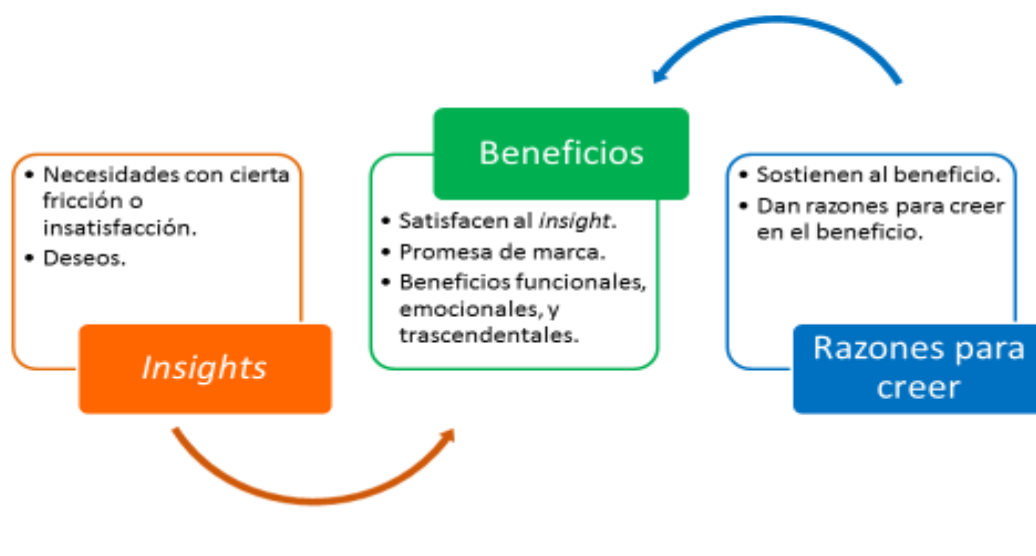 • Necesidades con cierta
fricción o
insatisfacción.
• Deseos.
Insights
Beneficios
• Satisfacen al insight.
• Promesa de marca.
• Beneficios funcionales,
emocionales, y
trascendentales.
• Sostienen al beneficio.
• Dan razones para creer
en el beneficio.
Razones para
creer